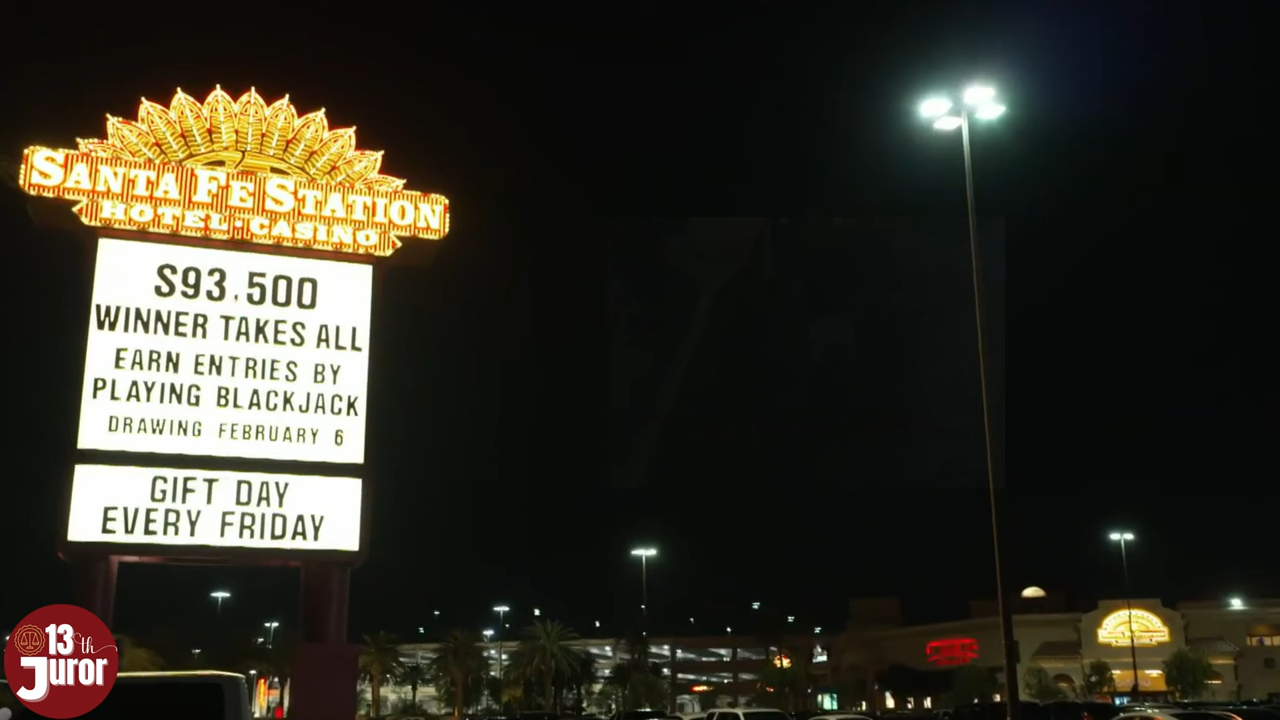 SANTA FE STATION
HOTEL · CASINO
$93,500
WINNER TAKES ALL
EARN ENTRIES BY
PLAYING BLACKJACK
DRAWING FEBRUARY 6
GIFT DAY
EVERY FRIDAY
13th
Juror